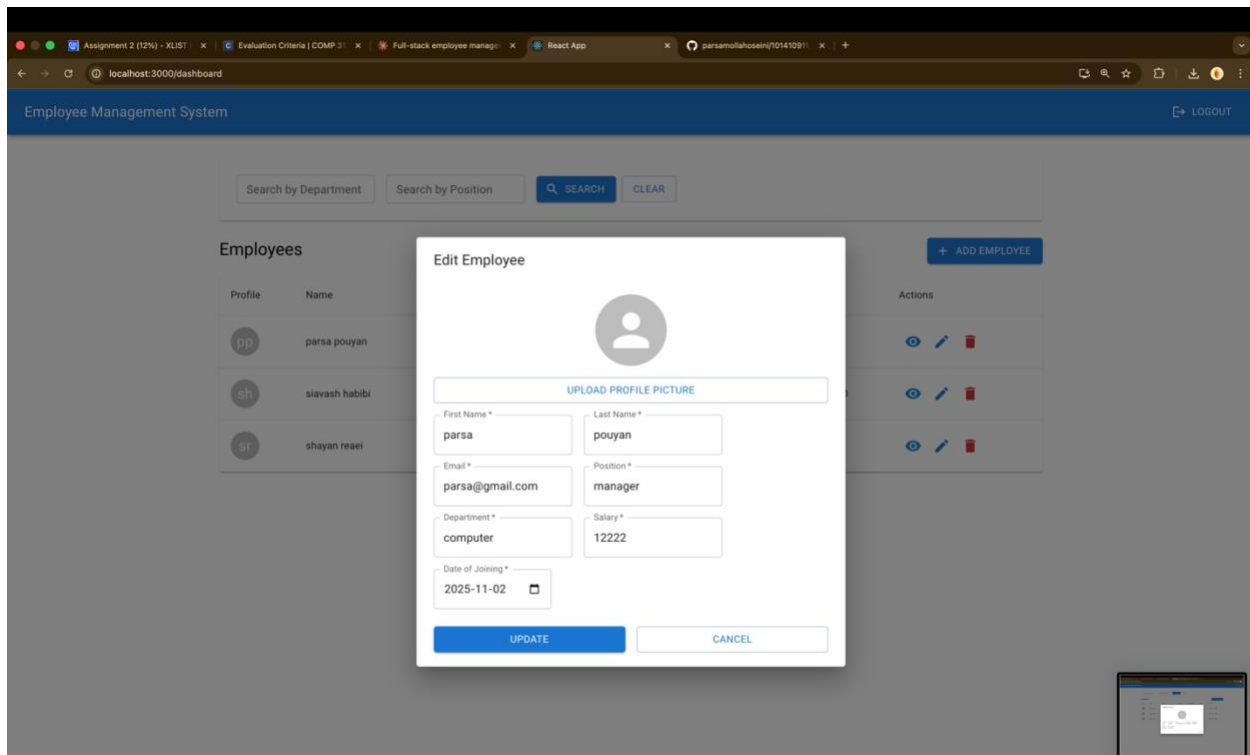 Assignment 2 (12%) - XLIST
Evaluation Criteria | COMP 31
Full-stack employee manage
React App
parsamollahoseini/10141091
localhost:3000/dashboard
Employee Management System
LOGOUT
Search by Department
Search by Position
SEARCH
CLEAR
Employees
+ ADD EMPLOYEE
Profile
Name
Actions
pp
parsa pouyan
sh
siavash habibi
sr
shayan reaei
Edit Employee
UPLOAD PROFILE PICTURE
First Name *
parsa
Last Name *
pouyan
Email *
parsa@gmail.com
Position *
manager
Department *
computer
Salary *
12222
Date of Joining *
2025-11-02
UPDATE
CANCEL